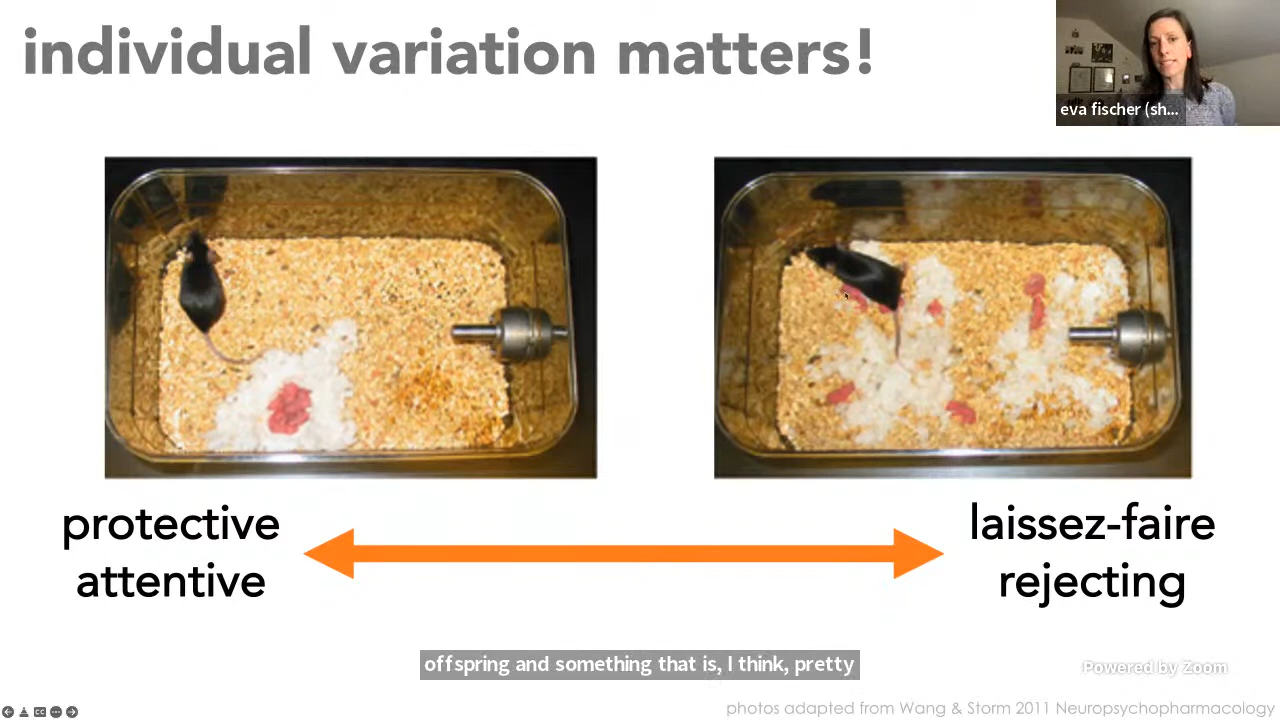 individual variation matters!
eva fischer (sh...
protective
attentive
laissez-faire
rejecting
offspring and something that is, I think, pretty
Powered by Zoom
photos adapted from Wang & Storm 2011 Neuropsychopharmacology